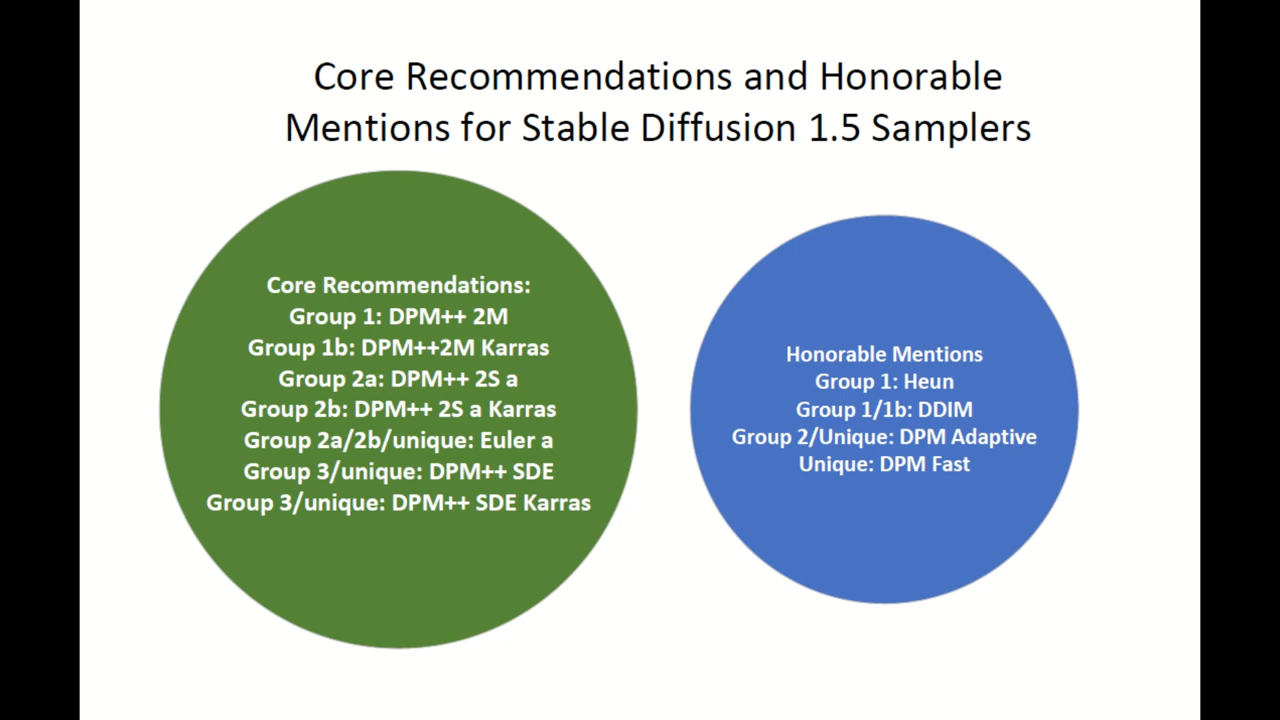 Core Recommendations and Honorable
Mentions for Stable Diffusion 1.5 Samplers
Core Recommendations:
Group 1: DPM++ 2M
Group 1b: DPM++2M Karras
Group 2a: DPM++ 2S a
Group 2b: DPM++ 2S a Karras
Group 2a/2b/unique: Euler a
Group 3/unique: DPM++ SDE
Group 3/unique: DPM++ SDE Karras
Honorable Mentions
Group 1: Heun
Group 1/1b: DDIM
Group 2/Unique: DPM Adaptive
Unique: DPM Fast